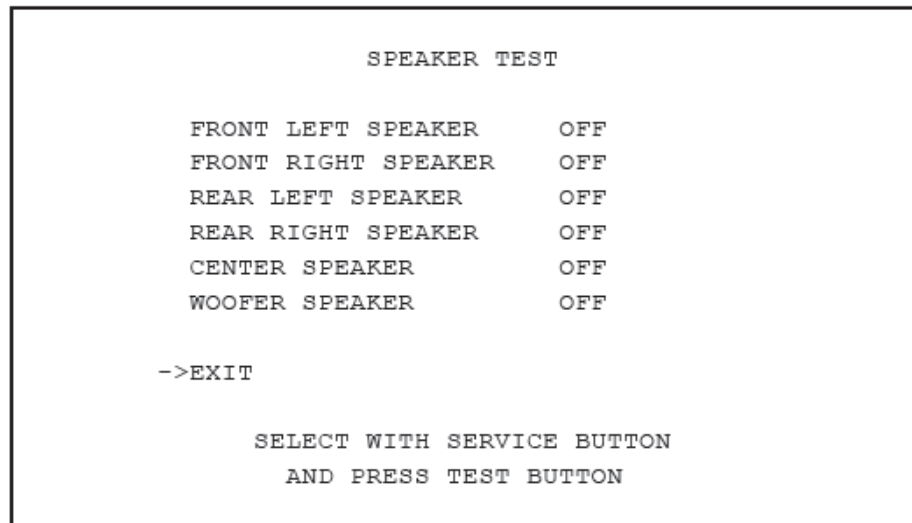 SPEAKER TEST
FRONT LEFT SPEAKER OFF
FRONT RIGHT SPEAKER OFF
REAR LEFT SPEAKER OFF
REAR RIGHT SPEAKER OFF
CENTER SPEAKER OFF
WOOFER SPEAKER OFF
->EXIT
SELECT WITH SERVICE BUTTON
AND PRESS TEST BUTTON